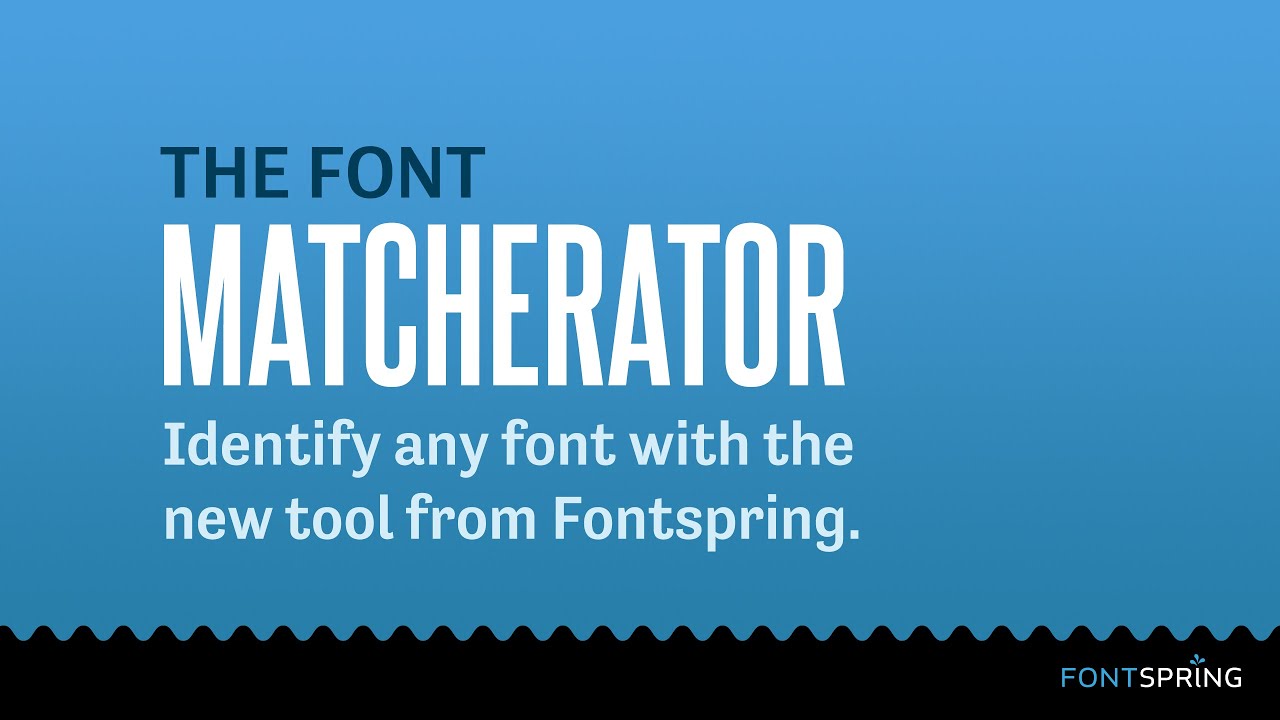 THE FONT
MATCHERATOR
Identify any font with the
new tool from Fontspring.
FONTSPRiNG